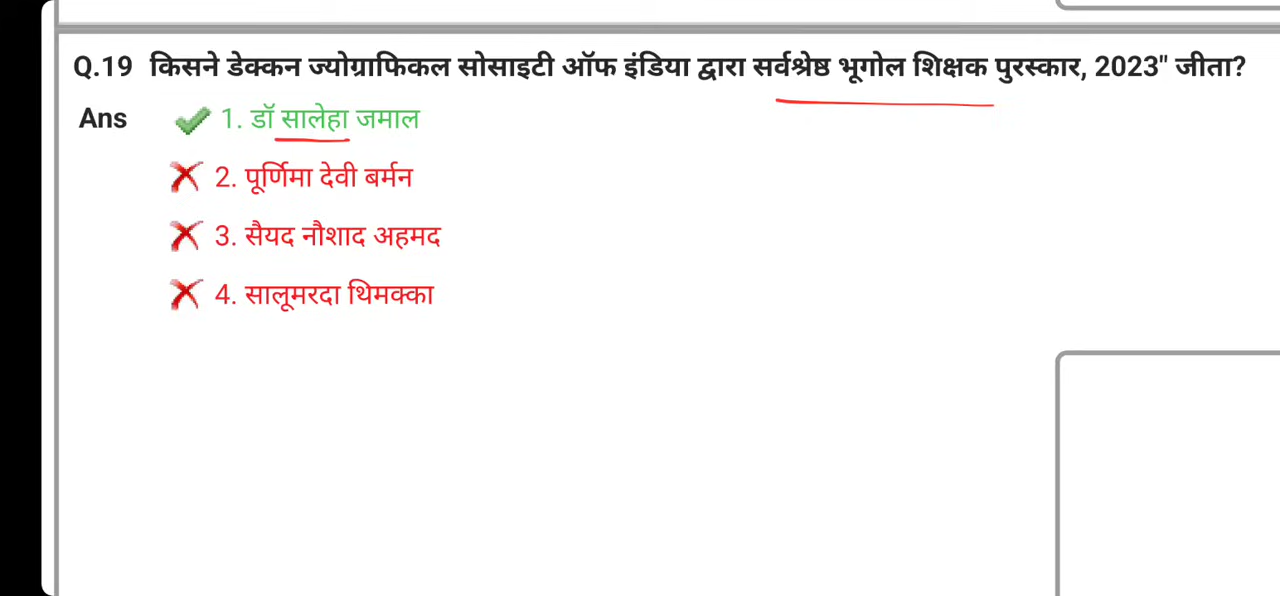 Q.19 किसने डेक्कन ज्योग्राफिकल सोसाइटी ऑफ इंडिया द्वारा सर्वश्रेष्ठ भूगोल शिक्षक पुरस्कार, 2023" जीता?
Ans 1. डॉ सालेहा जमाल
2. पूर्णिमा देवी बर्मन
3. सैयद नौशाद अहमद
4. सालूमरदा थिमक्का